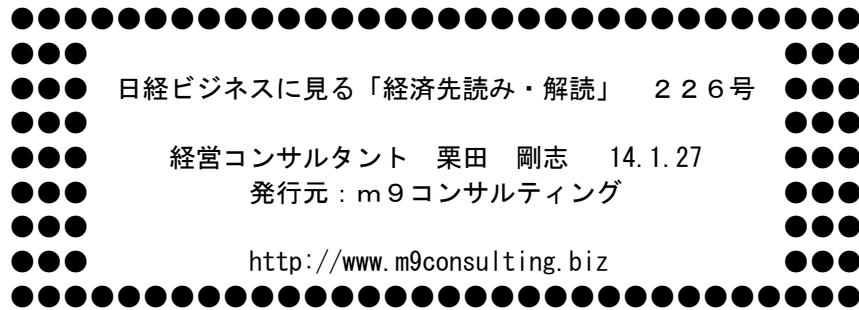 日経ビジネスに見る「経済先読み・解読」　２２６号
経営コンサルタント　栗田　剛志　 14.1.27
発行元：ｍ９コンサルティング
http://www.m9consulting.biz